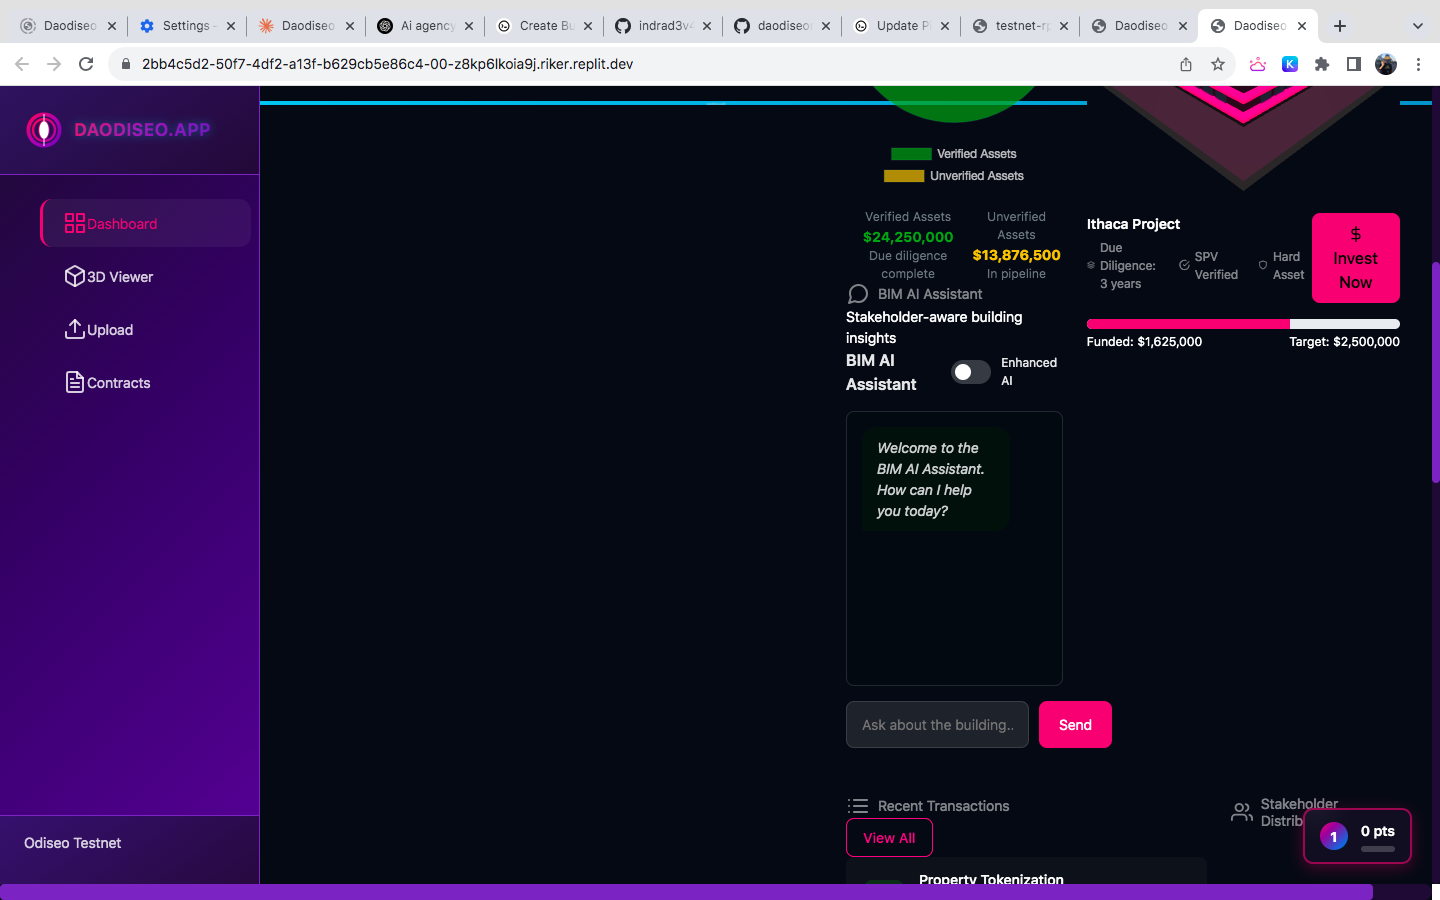 Daodiseo
Settings -
Daodiseo
Ai agency
Create Bu
indrad3v4
daodiseo
Update P
testnet-rp
Daodiseo
Daodiseo
2bb4c5d2-50f7-4df2-a13f-b629cb5e86c4-00-z8kp6lkoia9j.riker.replit.dev
DAODISEO.APP
Dashboard
3D Viewer
Upload
Contracts
Odiseo Testnet
Verified Assets
Unverified Assets
Verified Assets
$24,250,000
Due diligence
complete
Unverified
Assets
$13,876,500
In pipeline
BIM AI Assistant
Stakeholder-aware building
insights
BIM AI
Assistant
Enhanced
AI
Welcome to the
BIM AI Assistant.
How can I help
you today?
Ask about the building..
Send
Ithaca Project
Due
Diligence:
3 years
SPV
Verified
Hard
Asset
$
Invest
Now
Funded: $1,625,000
Target: $2,500,000
Recent Transactions
View All
Property Tokenization
Stakeholder
Distrib
1
0 pts